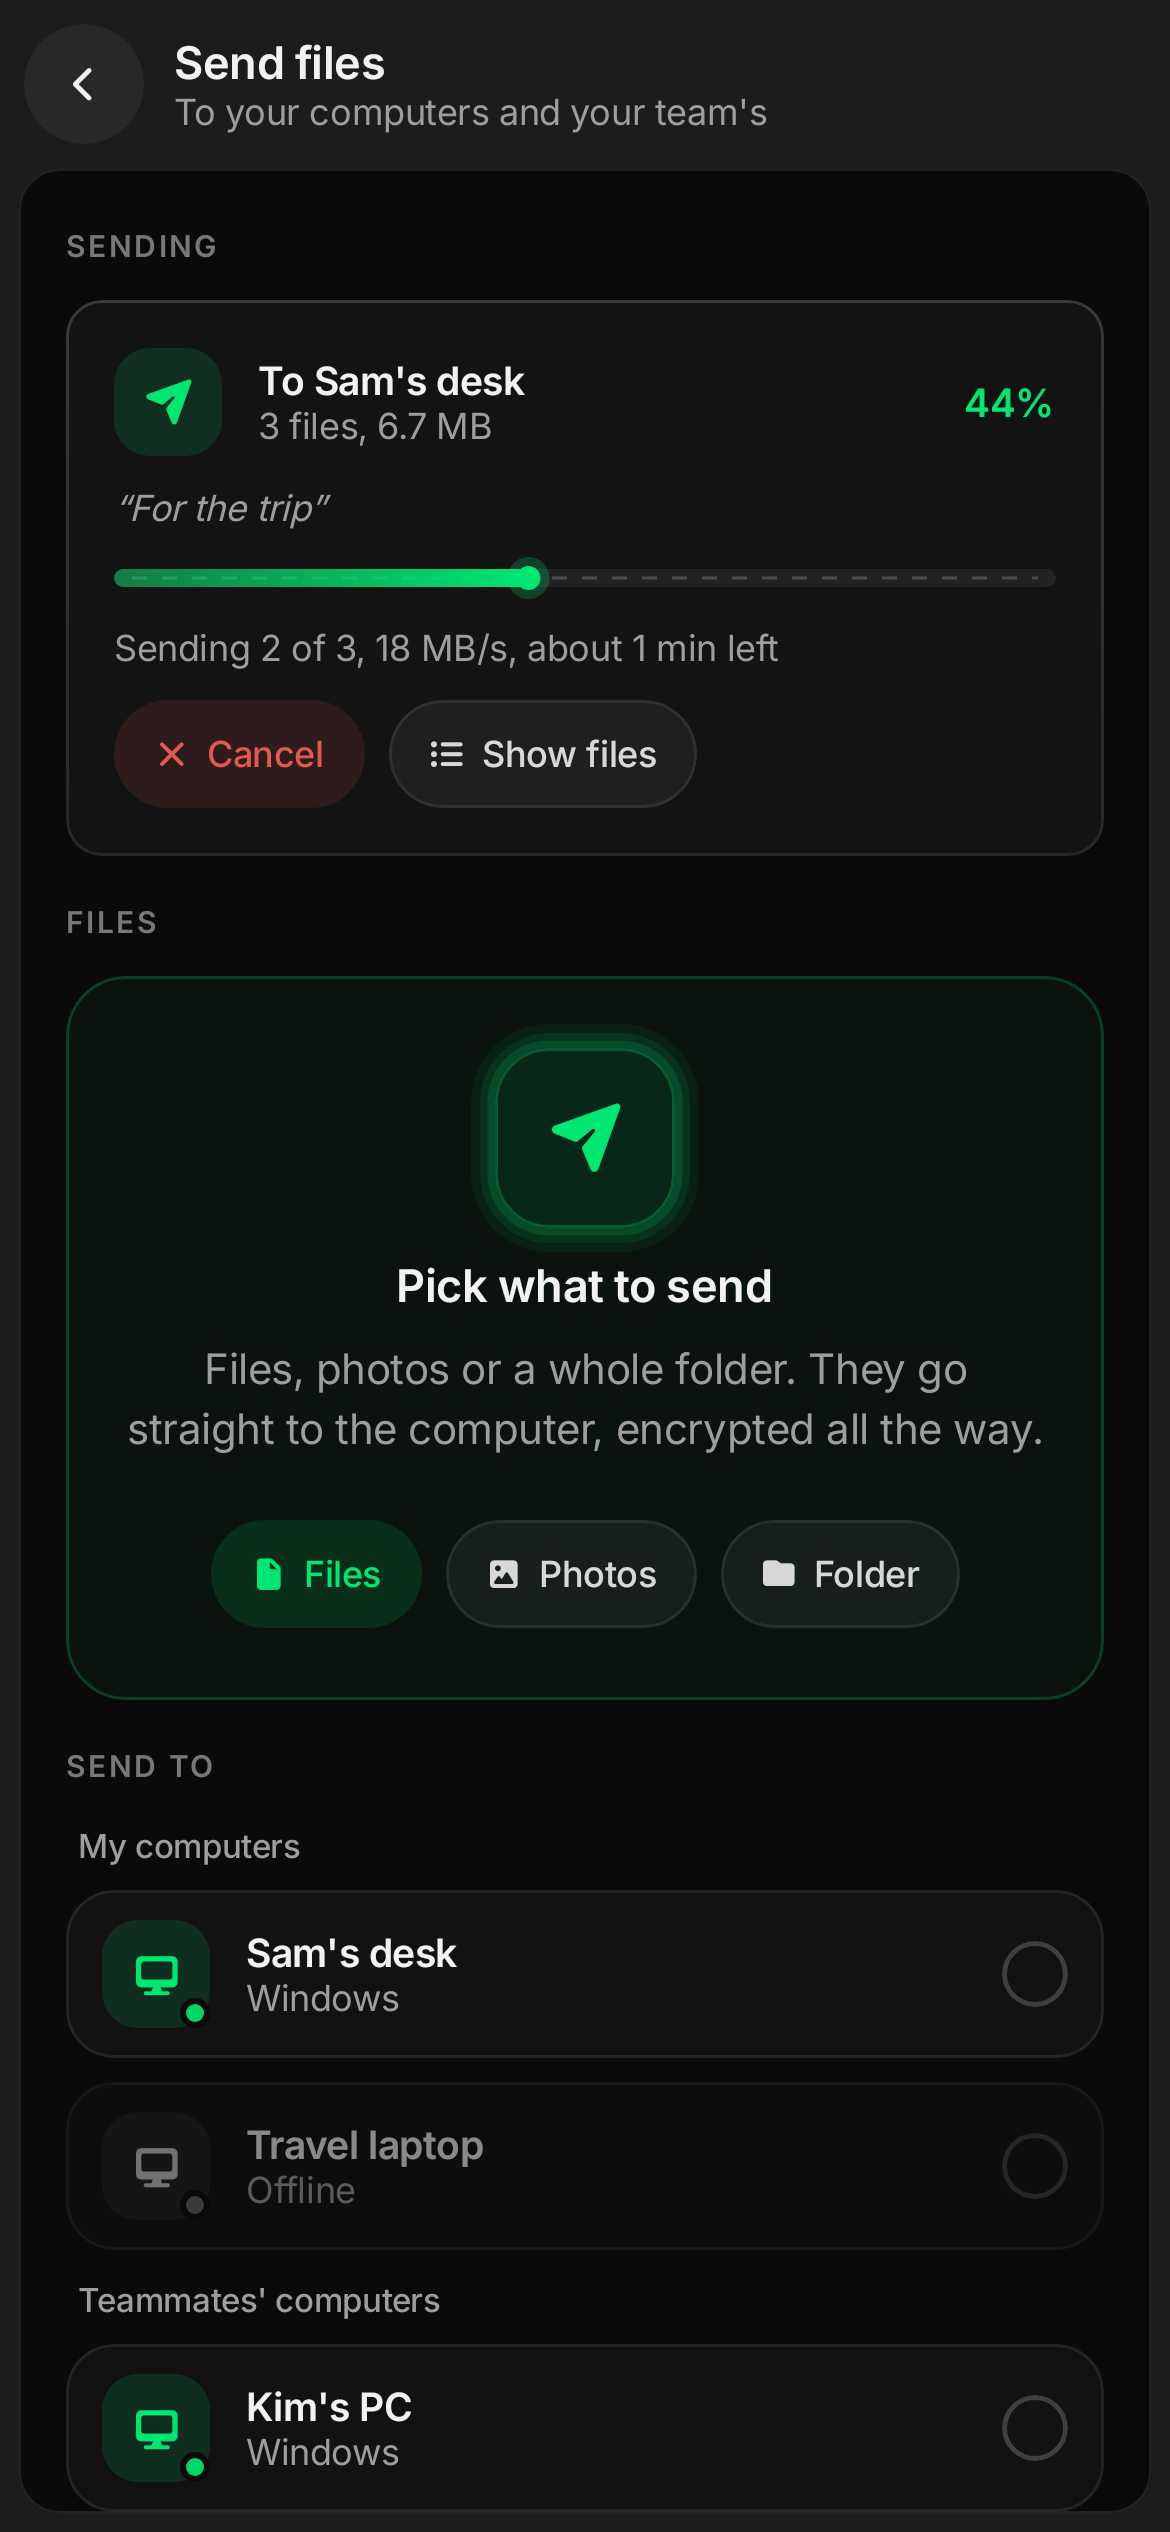 Send files
To your computers and your team's
SENDING
To Sam's desk
3 files, 6.7 MB
44%
“For the trip”
Sending 2 of 3, 18 MB/s, about 1 min left
Cancel
Show files
FILES
Pick what to send
Files, photos or a whole folder. They go
straight to the computer, encrypted all the way.
Files
Photos
Folder
SEND TO
My computers
Sam's desk
Windows
Travel laptop
Offline
Teammates' computers
Kim's PC
Windows